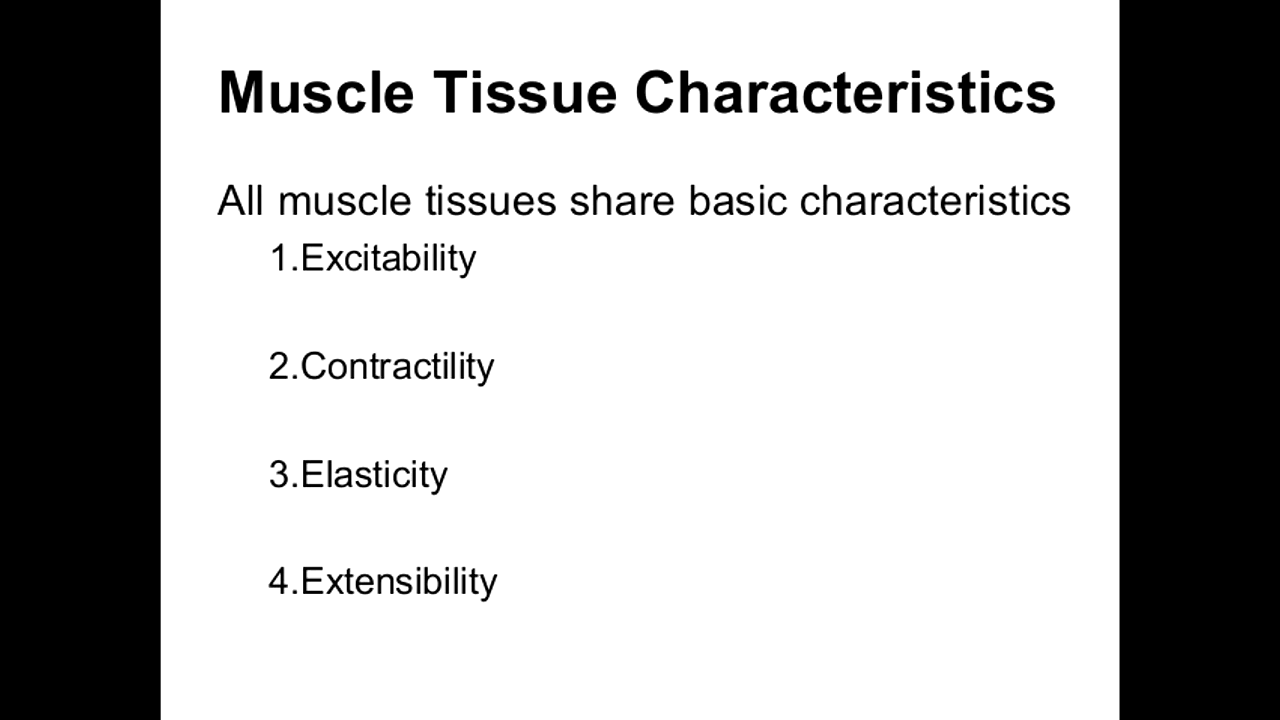 Muscle Tissue Characteristics
All muscle tissues share basic characteristics
1.Excitability
2.Contractility
3.Elasticity
4.Extensibility